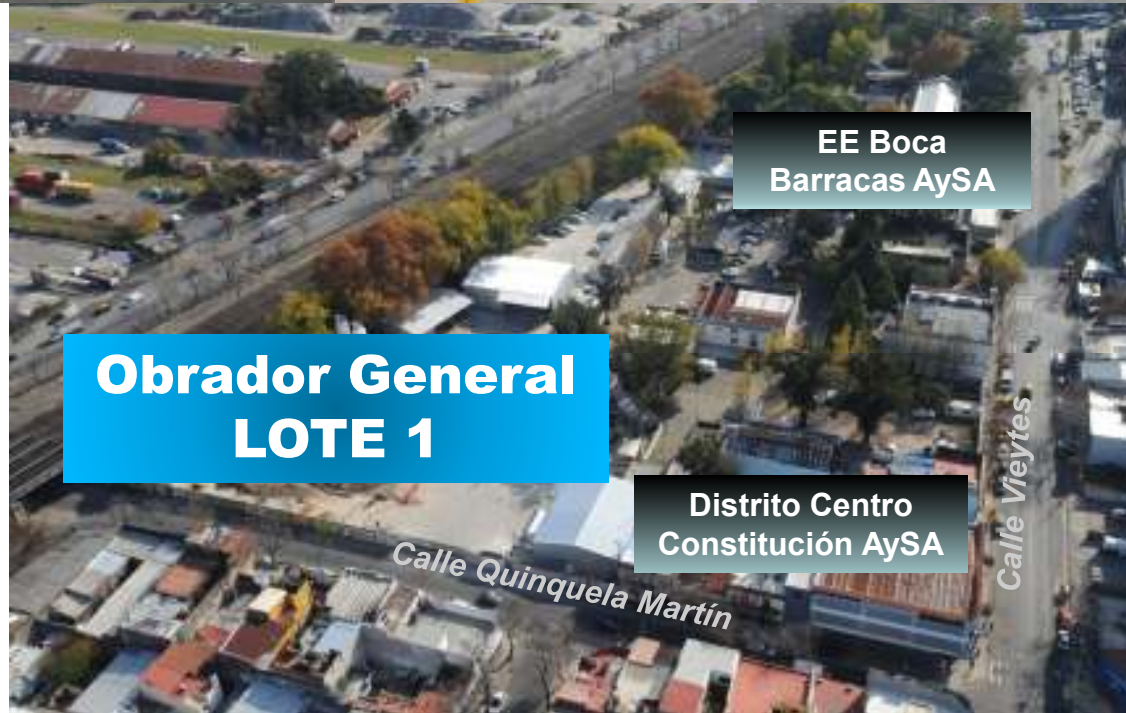 EE Boca
Barracas AySA
Obrador General
LOTE 1
Distrito Centro
Constitución AySA
Calle Quinquela Martín
Calle Vieytes